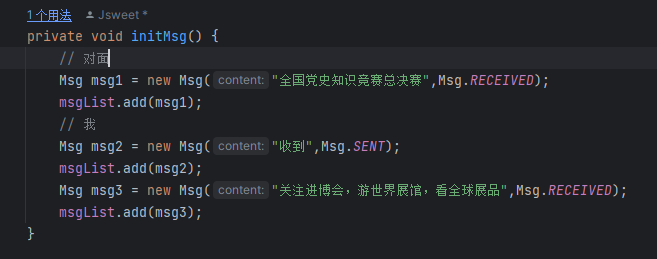 1个用法 Jsweet *
private void initMsg() {
// 对面
Msg msg1 = new Msg( content: "全国党史知识竞赛总决赛",Msg.RECEIVED);
msgList.add(msg1);
// 我
Msg msg2 = new Msg( content: "收到",Msg.SENT);
msgList.add(msg2);
Msg msg3 = new Msg( content: "关注进博会，游世界展馆，看全球展品",Msg.RECEIVED);
msgList.add(msg3);
}